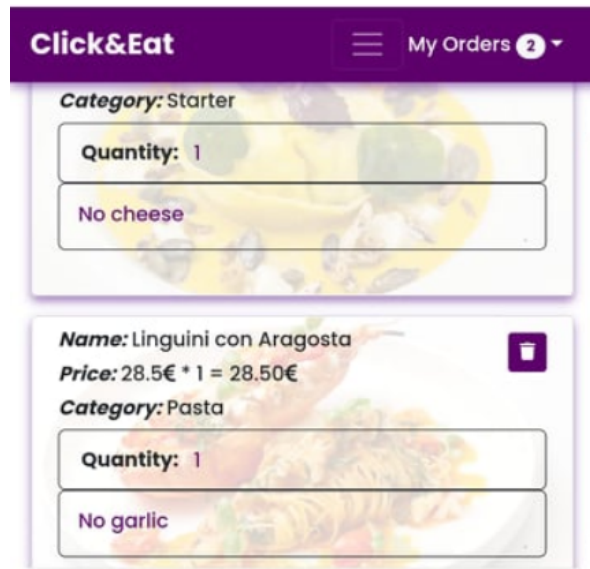 Click&Eat
My Orders 2
Category: Starter
Quantity: 1
No cheese
Name: Linguini con Aragosta
Price: 28.5€ * 1 = 28.50€
Category: Pasta
Quantity: 1
No garlic